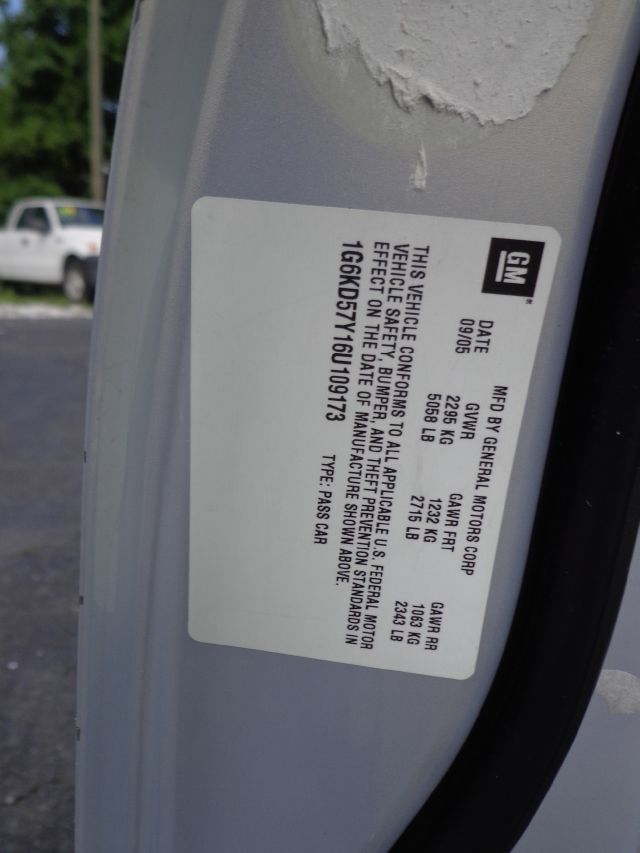 GM
MFD BY GENERAL MOTORS CORP
DATE GVWR GAWR FRT GAWR RR
09/05 2295 KG 1232 KG 1063 KG
5058 LB 2715 LB 2343 LB
THIS VEHICLE CONFORMS TO ALL APPLICABLE U.S. FEDERAL MOTOR
VEHICLE SAFETY, BUMPER, AND THEFT PREVENTION STANDARDS IN
EFFECT ON THE DATE OF MANUFACTURE SHOWN ABOVE.
1G6KD57Y16U109173 TYPE: PASS CAR